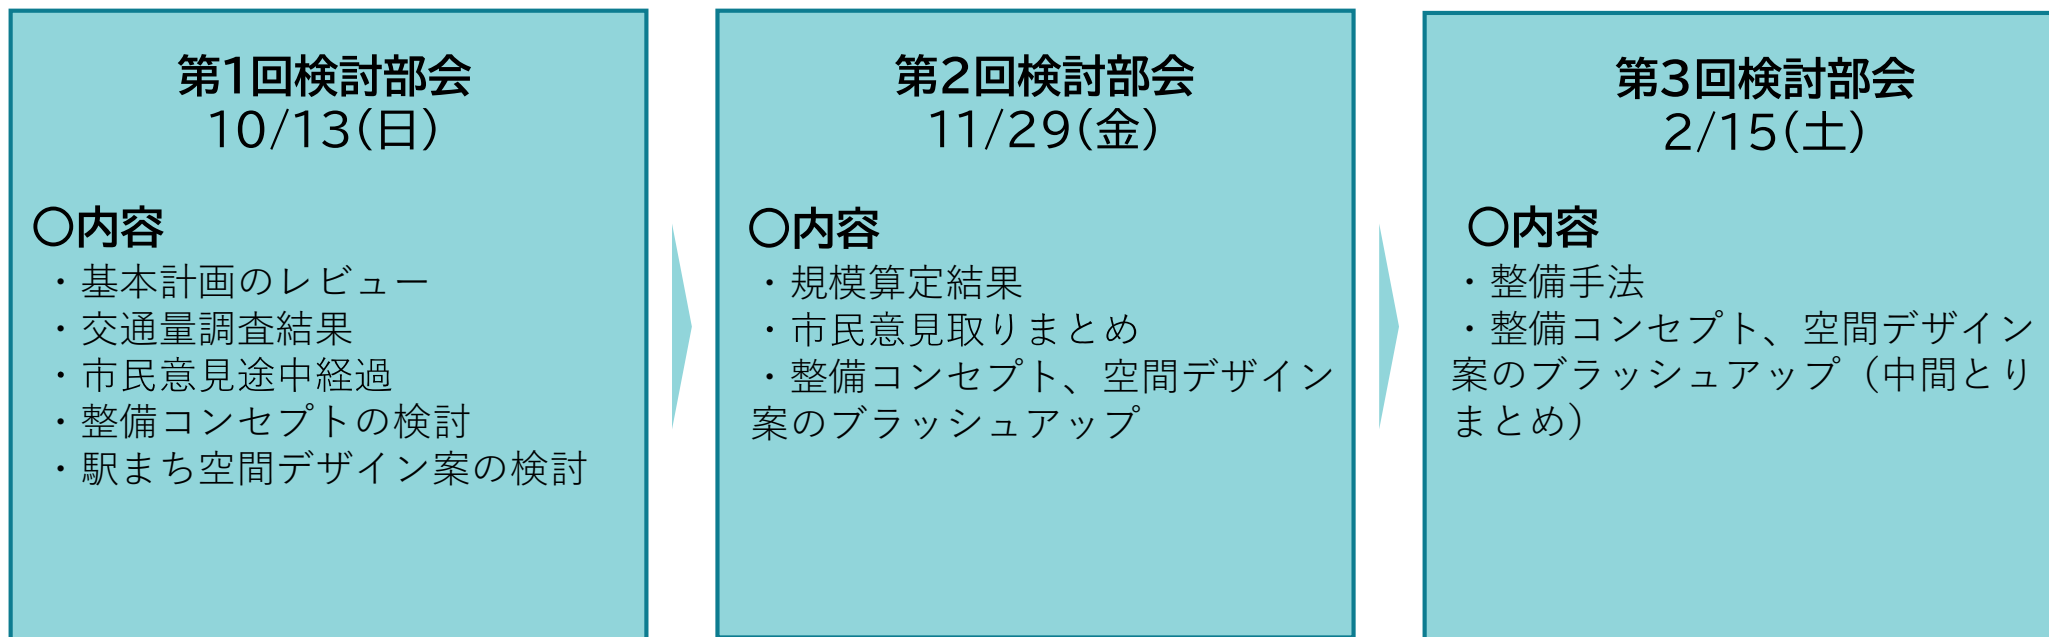 第1回検討部会
10/13(日)
〇内容
・基本計画のレビュー
・交通量調査結果
・市民意見途中経過
・整備コンセプトの検討
・駅まち空間デザイン案の検討
第2回検討部会
11/29(金)
〇内容
・規模算定結果
・市民意見取りまとめ
・整備コンセプト、空間デザイン
案のブラッシュアップ
第3回検討部会
2/15(土)
〇内容
・整備手法
・整備コンセプト、空間デザイン
案のブラッシュアップ（中間とり
まとめ）